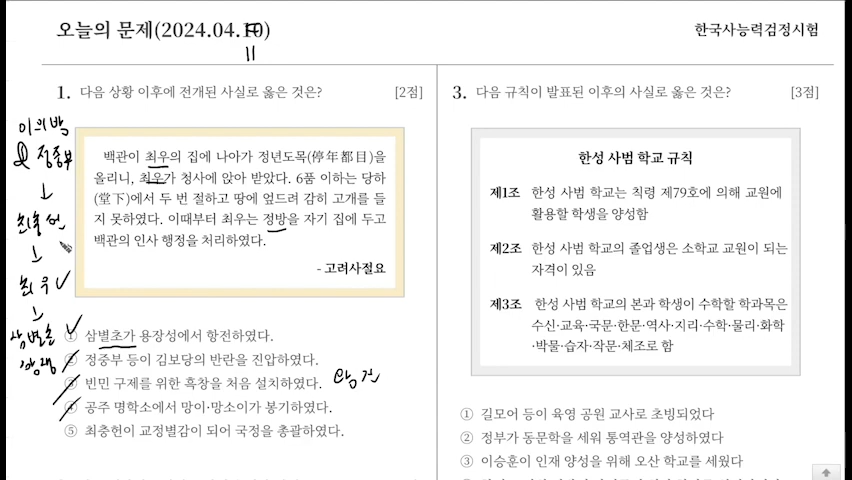 오늘의 문제(2024.04.10)
11
한국사능력검정시험
1. 다음 상황 이후에 전개된 사실로 옳은 것은? [2점]
백관이 최우의 집에 나아가 정년도목(停年都目)을
올리니, 최우가 청사에 앉아 받았다. 6품 이하는 당하
(堂下)에서 두 번 절하고 땅에 엎드려 감히 고개를 들
지 못하였다. 이때부터 최우는 정방을 자기 집에 두고
백관의 인사 행정을 처리하였다.
- 고려사절요
이의방
정중부
↓
최충헌
↓
최우 ✓
↓
삼별초
항쟁
① 삼별초가 용장성에서 항전하였다.
② 정중부 등이 김보당의 반란을 진압하였다.
③ 빈민 구제를 위한 흑창을 처음 설치하였다. 왕건
④ 공주 명학소에서 망이·망소이가 봉기하였다.
⑤ 최충헌이 교정별감이 되어 국정을 총괄하였다.
3. 다음 규칙이 발표된 이후의 사실로 옳은 것은? [3점]
한성 사범 학교 규칙
제1조 한성 사범 학교는 칙령 제79호에 의해 교원에
활용할 학생을 양성함
제2조 한성 사범 학교의 졸업생은 소학교 교원이 되는
자격이 있음
제3조 한성 사범 학교의 본과 학생이 수학할 학과목은
수신·교육·국문·한문·역사·지리·수학·물리·화학
·박물·습자·작문·체조로 함
① 길모어 등이 육영 공원 교사로 초빙되었다
② 정부가 동문학을 세워 통역관을 양성하였다
③ 이승훈이 인재 양성을 위해 오산 학교를 세웠다